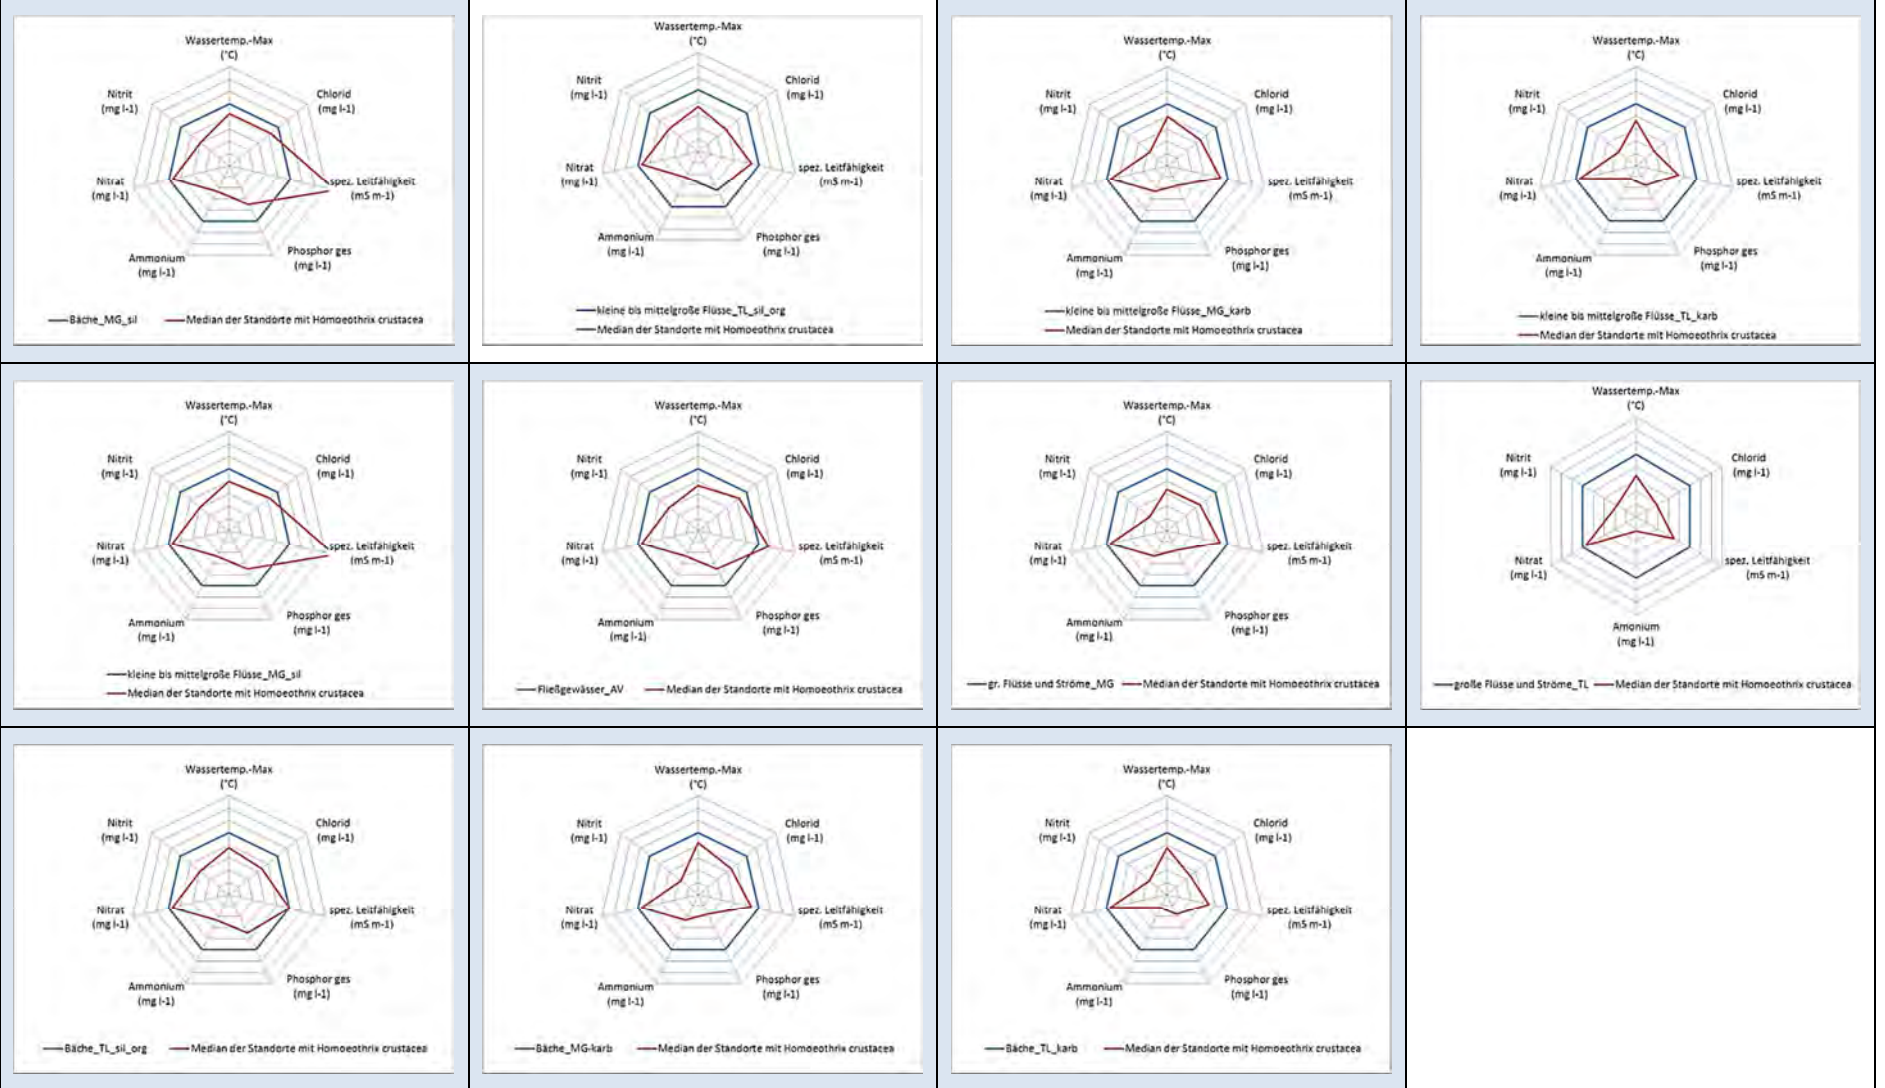 Wassertemp.-Max
(°C)
Nitrit
(mg l-1)
Chlorid
(mg l-1)
Nitrat
(mg l-1)
spez. Leitfähigkeit
(mS m-1)
Ammonium
(mg l-1)
Phosphor ges
(mg l-1)
Bäche_MG_sil
Median der Standorte mit Homoeothrix crustacea
Wassertemp.-Max
(°C)
Nitrit
(mg l-1)
Chlorid
(mg l-1)
Nitrat
(mg l-1)
spez. Leitfähigkeit
(mS m-1)
Ammonium
(mg l-1)
Phosphor ges
(mg l-1)
kleine bis mittelgroße Flüsse_TL_sil_org
Median der Standorte mit Homoeothrix crustacea
Wassertemp.-Max
(°C)
Nitrit
(mg l-1)
Chlorid
(mg l-1)
Nitrat
(mg l-1)
spez. Leitfähigkeit
(mS m-1)
Ammonium
(mg l-1)
Phosphor ges
(mg l-1)
kleine bis mittelgroße Flüsse_MG_karb
Median der Standorte mit Homoeothrix crustacea
Wassertemp.-Max
(°C)
Nitrit
(mg l-1)
Chlorid
(mg l-1)
Nitrat
(mg l-1)
spez. Leitfähigkeit
(mS m-1)
Ammonium
(mg l-1)
Phosphor ges
(mg l-1)
kleine bis mittelgroße Flüsse_TL_karb
Median der Standorte mit Homoeothrix crustacea
Wassertemp.-Max
(°C)
Nitrit
(mg l-1)
Chlorid
(mg l-1)
Nitrat
(mg l-1)
spez. Leitfähigkeit
(mS m-1)
Ammonium
(mg l-1)
Phosphor ges
(mg l-1)
kleine bis mittelgroße Flüsse_MG_sil
Median der Standorte mit Homoeothrix crustacea
Wassertemp.-Max
(°C)
Nitrit
(mg l-1)
Chlorid
(mg l-1)
Nitrat
(mg l-1)
spez. Leitfähigkeit
(mS m-1)
Ammonium
(mg l-1)
Phosphor ges
(mg l-1)
Fließgewässer_AV
Median der Standorte mit Homoeothrix crustacea
Wassertemp.-Max
(°C)
Nitrit
(mg l-1)
Chlorid
(mg l-1)
Nitrat
(mg l-1)
spez. Leitfähigkeit
(mS m-1)
Ammonium
(mg l-1)
Phosphor ges
(mg l-1)
gr. Flüsse und Ströme_MG
Median der Standorte mit Homoeothrix crustacea
Wassertemp.-Max
(°C)
Nitrit
(mg l-1)
Chlorid
(mg l-1)
Nitrat
(mg l-1)
spez. Leitfähigkeit
(mS m-1)
Amonium
(mg l-1)
große Flüsse und Ströme_TL
Median der Standorte mit Homoeothrix crustacea
Wassertemp.-Max
(°C)
Nitrit
(mg l-1)
Chlorid
(mg l-1)
Nitrat
(mg l-1)
spez. Leitfähigkeit
(mS m-1)
Ammonium
(mg l-1)
Phosphor ges
(mg l-1)
Bäche_TL_sil_org
Median der Standorte mit Homoeothrix crustacea
Wassertemp.-Max
(°C)
Nitrit
(mg l-1)
Chlorid
(mg l-1)
Nitrat
(mg l-1)
spez. Leitfähigkeit
(mS m-1)
Ammonium
(mg l-1)
Phosphor ges
(mg l-1)
Bäche_MG-karb
Median der Standorte mit Homoeothrix crustacea
Wassertemp.-Max
(°C)
Nitrit
(mg l-1)
Chlorid
(mg l-1)
Nitrat
(mg l-1)
spez. Leitfähigkeit
(mS m-1)
Ammonium
(mg l-1)
Phosphor ges
(mg l-1)
Bäche_TL_karb
Median der Standorte mit Homoeothrix crustacea